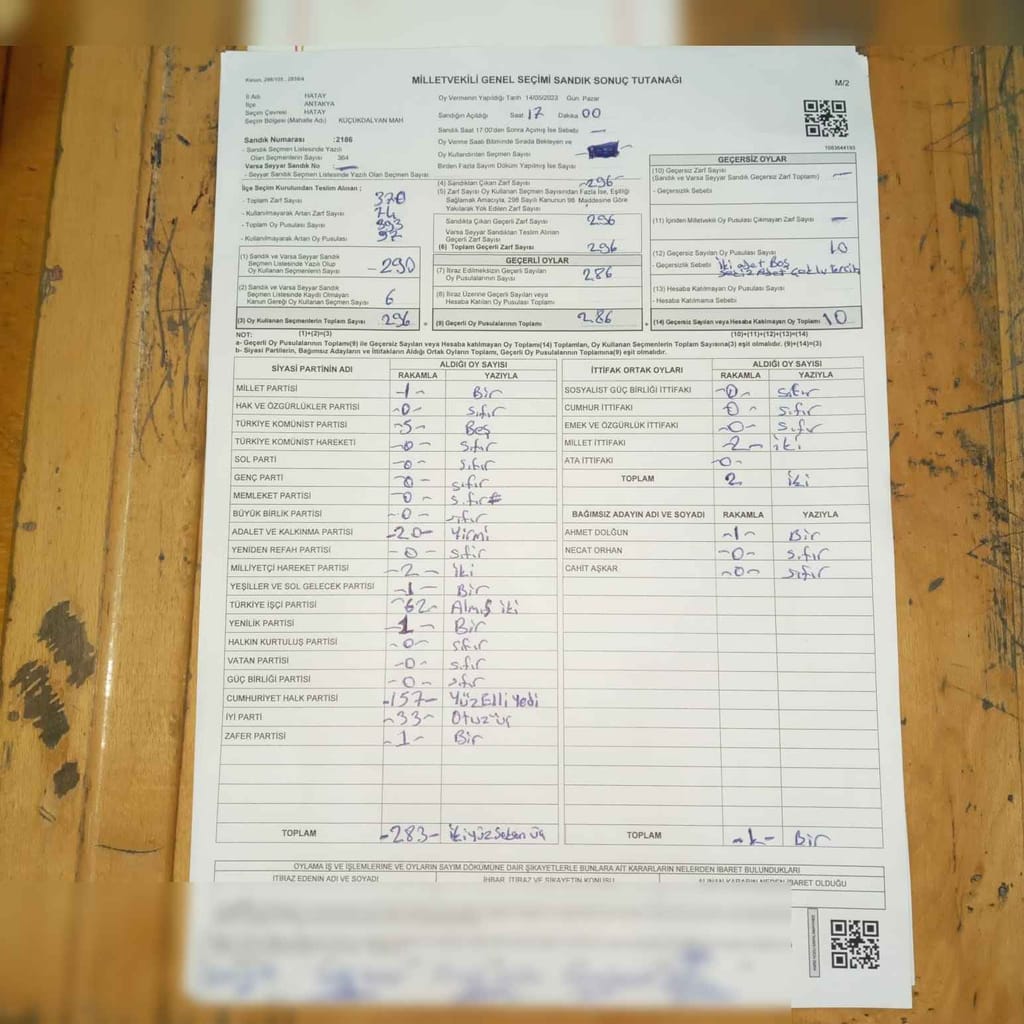 Kanun, 298/105 , 2839/4
MİLLETVEKİLİ GENEL SEÇİMİ SANDIK SONUÇ TUTANAĞI
M/2
İl Adı HATAY
İlçe ANTAKYA
Seçim Çevresi HATAY
Seçim Bölgesi (Mahalle Adı) KÜÇÜKDALYAN MAH
Sandık Numarası :2186
- Sandık Seçmen Listesinde Yazılı
Olan Seçmenlerin Sayısı 364
Varsa Seyyar Sandık No —
- Seyyar Sandık Seçmen Listesinde Yazılı Olan Seçmen Sayısı
İlçe Seçim Kurulundan Teslim Alınan ;
- Toplam Zarf Sayısı 370
- Kullanılmayarak Artan Zarf Sayısı 74
- Toplam Oy Pusulası Sayısı 393
- Kullanılmayarak Artan Oy Pusulası 97
(1) Sandık ve Varsa Seyyar Sandık
Seçmen Listesinde Yazılı Olup
Oy Kullanan Seçmenlerin Sayısı -290
(2) Sandık ve Varsa Seyyar Sandık
Seçmen Listesinde Kaydı Olmayan
Kanun Gereği Oy Kullanan Seçmen Sayısı 6
(3) Oy Kullanan Seçmenlerin Toplam Sayısı 296
(1)+(2)=(3)
Oy Vermenin Yapıldığı Tarih 14/05/2023 Gün Pazar
Sandığın Açıldığı Saat 17 Dakika 00
Sandık Saat 17:00'den Sonra Açılmış İse Sebebi —
Oy Verme Saati Bitiminde Sırada Bekleyen ve
Oy Kullandırılan Seçmen Sayısı
Birden Fazla Sayım Döküm Yapılmış İse Sayısı
(4) Sandıktan Çıkan Zarf Sayısı -296-
(5) Zarf Sayısı Oy Kullanan Seçmen Sayısından Fazla İse, Eşitliği
Sağlamak Amacıyla, 298 Sayılı Kanunun 98. Maddesine Göre
Yakılarak Yok Edilen Zarf Sayısı
Sandıkta Çıkan Geçerli Zarf Sayısı 296
Varsa Seyyar Sandıktan Teslim Alınan
Geçerli Zarf Sayısı
(6) Toplam Geçerli Zarf Sayısı 296
GEÇERLİ OYLAR
(7) İtiraz Edilmeksizin Geçerli Sayılan
Oy Pusulalarının Sayısı 286
(8) İtiraz Üzerine Geçerli Sayılan veya
Hesaba Katılan Oy Pusulası Toplamı
= (9) Geçerli Oy Pusulalarının Toplamı 286
1063644193
GEÇERSİZ OYLAR
(10) Geçersiz Zarf Sayısı
(Sandık ve Varsa Seyyar Sandık Geçersiz Zarf Toplamı) —
- Geçersizlik Sebebi
(11) İçinden Milletvekili Oy Pusulası Çıkmayan Zarf Sayısı —
(12) Geçersiz Sayılan Oy Pusulası Sayısı 10
- Geçersizlik Sebebi İki adet Boş
Sekiz Adet Çoklu Tercih
(13) Hesaba Katılmayan Oy Pusulası Sayısı
- Hesaba Katılmama Sebebi
+ (14) Geçersiz Sayılan veya Hesaba Katılmayan Oy Toplamı 10
(10)+(11)+(12)+(13)=(14)
NOT:
a- Geçerli Oy Pusulalarının Toplamı(9) ile Geçersiz Sayılan veya Hesaba katılmayan Oy Toplamı(14) Toplamları, Oy Kullanan Seçmenlerin Toplam Sayısına(3) eşit olmalıdır. (9)+(14)=(3)
b- Siyasi Partilerin, Bağımsız Adayların ve İttifakların Aldığı Ortak Oyların Toplamı, Geçerli Oy Pusulalarının Toplamına(9) eşit olmalıdır.
SİYASİ PARTİNİN ADI ALDIĞI OY SAYISI
RAKAMLA YAZIYLA
MİLLET PARTİSİ -1- Bir
HAK VE ÖZGÜRLÜKLER PARTİSİ -0- Sıfır
TÜRKİYE KOMÜNİST PARTİSİ -5- Beş
TÜRKİYE KOMÜNİST HAREKETİ -0- Sıfır
SOL PARTİ -0- Sıfır
GENÇ PARTİ -0- sıfır
MEMLEKET PARTİSİ -0- sıfır
BÜYÜK BİRLİK PARTİSİ -0- sıfır
ADALET VE KALKINMA PARTİSİ -20- Yirmi
YENİDEN REFAH PARTİSİ -0- sıfır
MİLLİYETÇİ HAREKET PARTİSİ -2- iki
YEŞİLLER VE SOL GELECEK PARTİSİ -1- Bir
TÜRKİYE İŞÇİ PARTİSİ -62- Almış iki
YENİLİK PARTİSİ -1- Bir
HALKIN KURTULUŞ PARTİSİ -0- sıfır
VATAN PARTİSİ -0- sıfır
GÜÇ BİRLİĞİ PARTİSİ -0- sıfır
CUMHURİYET HALK PARTİSİ -157- Yüz Elli Yedi
İYİ PARTİ -33- Otuz üç
ZAFER PARTİSİ -1- Bir
TOPLAM -283- İkiyüz Seksen üç
İTTİFAK ORTAK OYLARI ALDIĞI OY SAYISI
RAKAMLA YAZIYLA
SOSYALİST GÜÇ BİRLİĞİ İTTİFAKI -0- sıfır
CUMHUR İTTİFAKI 0- sıfır
EMEK VE ÖZGÜRLÜK İTTİFAKI -0- sıfır
MİLLET İTTİFAKI -2- iki
ATA İTTİFAKI -0-
TOPLAM 2 iki
BAĞIMSIZ ADAYIN ADI VE SOYADI RAKAMLA YAZIYLA
AHMET DOLĞUN -1- Bir
NECAT ORHAN -0- sıfır
CAHİT AŞKAR -0- sıfır
TOPLAM -1- Bir
OYLAMA İŞ VE İŞLEMLERİNE VE OYLARIN SAYIM DÖKÜMÜNE DAİR ŞİKAYETLERLE BUNLARA AİT KARARLARIN NELERDEN İBARET BULUNDUKLARI
İTİRAZ EDENİN ADI VE SOYADI İHBAR, İTİRAZ VE ŞİKAYETİN KONUSU ALINAN KARARIN NEDEN İBARET OLDUĞU